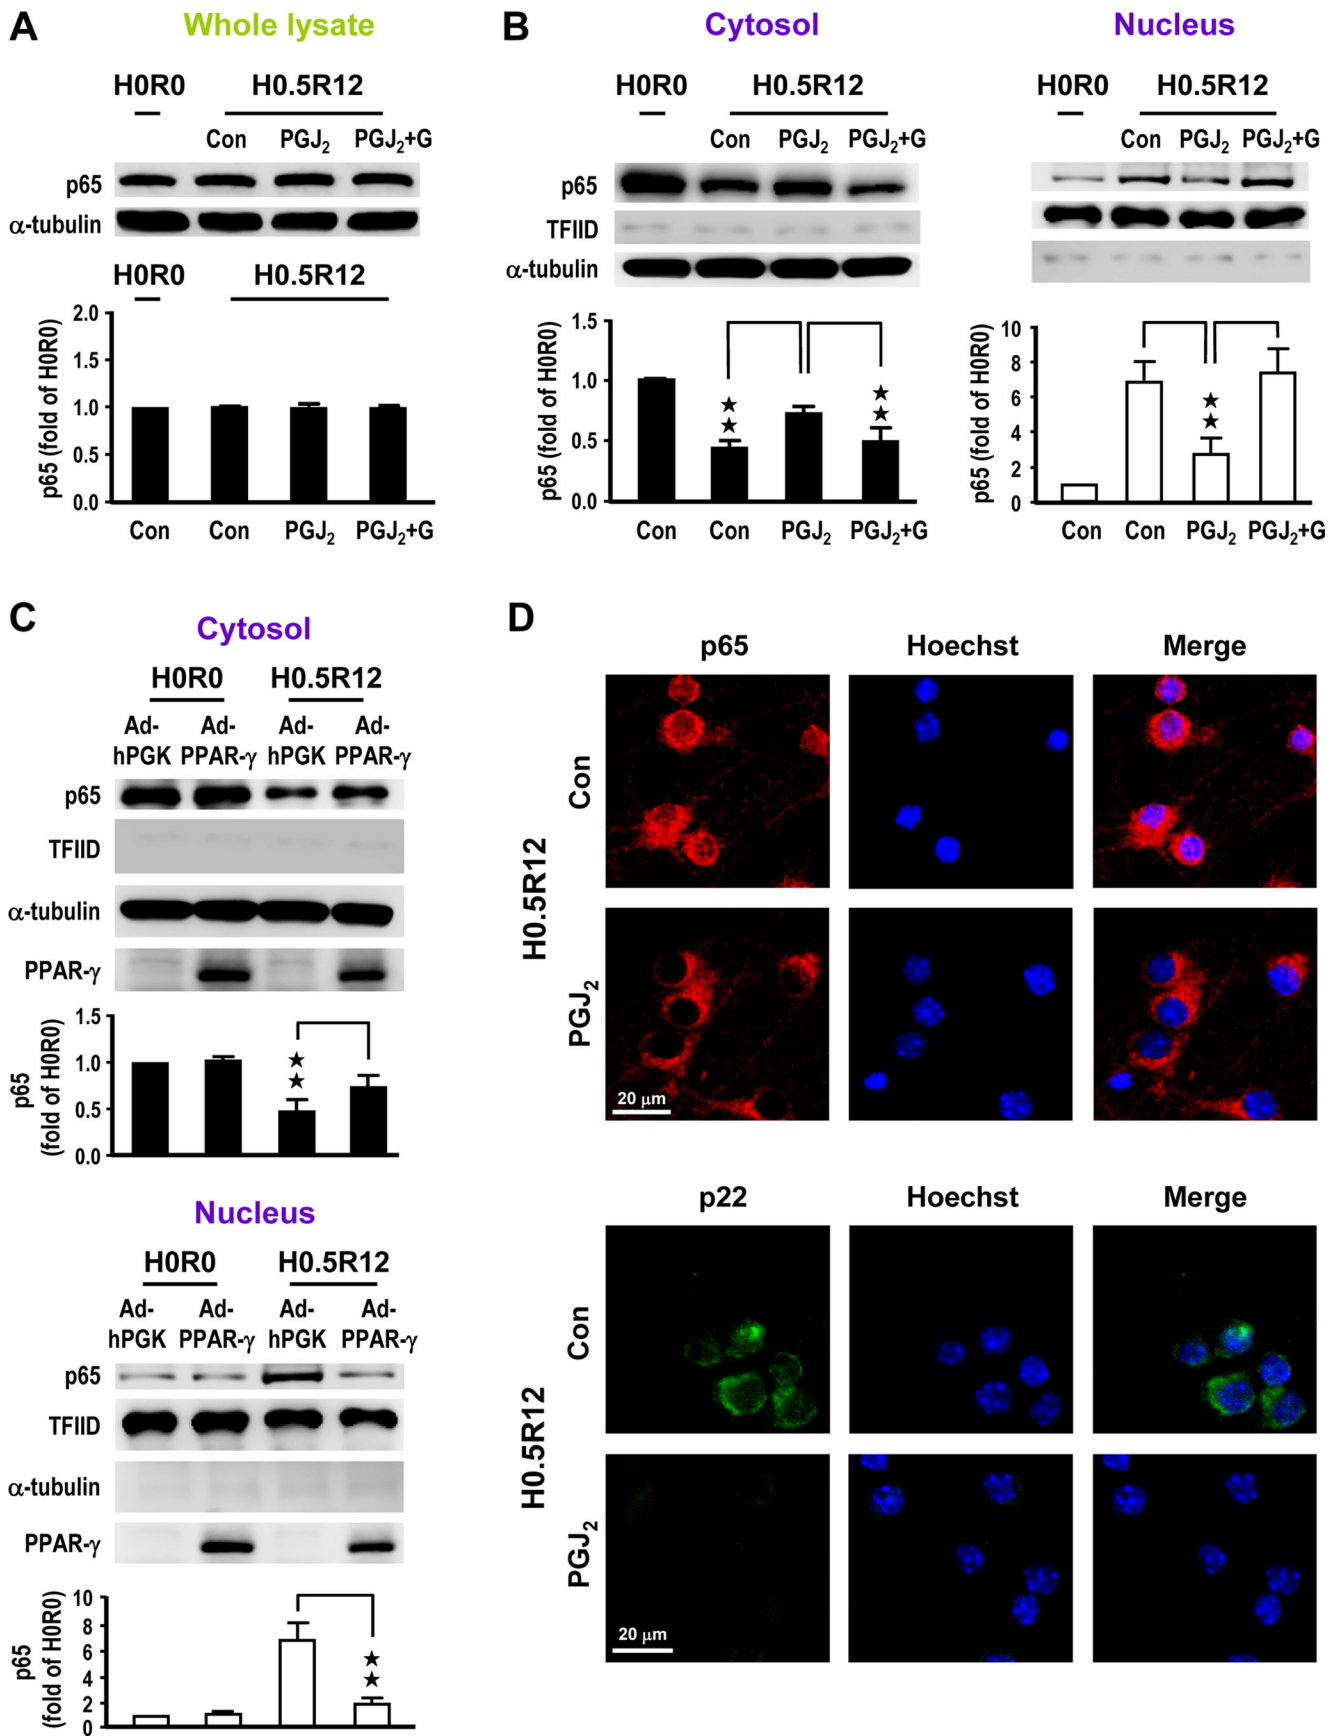 A
Whole lysate
H0R0 H0.5R12
Con PGJ2 PGJ2+G
p65
α-tubulin
H0R0 H0.5R12
p65 (fold of H0R0)
2.0
1.5
1.0
0.5
0.0
Con Con PGJ2 PGJ2+G
B
Cytosol
H0R0 H0.5R12
Con PGJ2 PGJ2+G
p65
TFIID
α-tubulin
p65 (fold of H0R0)
1.5
1.0
0.5
0.0
★ ★
★ ★
Con Con PGJ2 PGJ2+G
Nucleus
H0R0 H0.5R12
Con PGJ2 PGJ2+G
p65 (fold of H0R0)
10
8
6
4
2
0
★
★
Con Con PGJ2 PGJ2+G
C
Cytosol
H0R0 H0.5R12
Ad- Ad- Ad- Ad-
hPGK PPAR-γ hPGK PPAR-γ
p65
TFIID
α-tubulin
PPAR-γ
p65
(fold of H0R0)
1.5
1.0
0.5
0.0
★
★
Nucleus
H0R0 H0.5R12
Ad- Ad- Ad- Ad-
hPGK PPAR-γ hPGK PPAR-γ
p65
TFIID
α-tubulin
PPAR-γ
p65
(fold of H0R0)
10
8
6
4
2
0
★
★
D
p65 Hoechst Merge
H0.5R12
Con
PGJ2
20 μm
p22 Hoechst Merge
H0.5R12
Con
PGJ2
20 μm